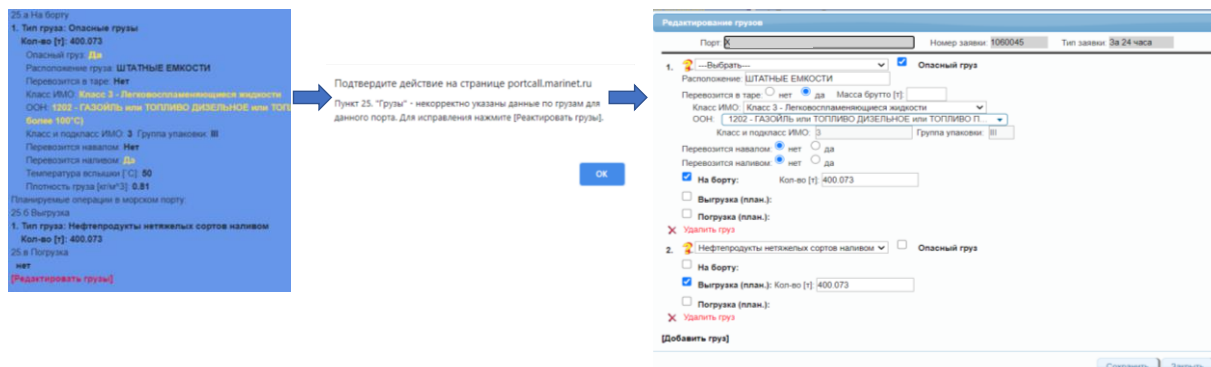 25.а На борту
1. Тип груза: Опасные грузы
Кол-во [т]: 400.073
Опасный груз: Да
Расположение груза: ШТАТНЫЕ ЕМКОСТИ
Перевозится в таре: Нет
Класс ИМО: Класс 3 - Легковоспламеняющиеся жидкости
ООН: 1202 - ГАЗОЙЛЬ или ТОПЛИВО ДИЗЕЛЬНОЕ или ТОП
более 100°C)
Класс и подкласс ИМО: 3 Группа упаковки: III
Перевозится навалом: Нет
Перевозится наливом: Да
Температура вспышки [°C]: 60
Плотность груза [кг/м^3]: 0.81
Планируемые операции в морском порту:
25.б Выгрузка
1. Тип груза: Нефтепродукты нетяжелых сортов наливом
Кол-во [т]: 400.073
25.в Погрузка
нет
[Редактировать грузы]
Подтвердите действие на странице portcall.marinet.ru
Пункт 25. "Грузы" - некорректно указаны данные по грузам для
данного порта. Для исправления нажмите [Реактировать грузы].
ОК
Редактирование грузов
Порт: X Номер заявки: 1060045 Тип заявки: За 24 часа
1. ---Выбрать--- Опасный груз
Расположение: ШТАТНЫЕ ЕМКОСТИ
Перевозится в таре: нет да Масса брутто [т]:
Класс ИМО: Класс 3 - Легковоспламеняющиеся жидкости
ООН: 1202 - ГАЗОЙЛЬ или ТОПЛИВО ДИЗЕЛЬНОЕ или ТОПЛИВО П...
Класс и подкласс ИМО: 3 Группа упаковки: III
Перевозится навалом: нет да
Перевозится наливом: нет да
На борту: Кол-во [т]: 400.073
Выгрузка (план.):
Погрузка (план.):
Удалить груз
2. Нефтепродукты нетяжелых сортов наливом Опасный груз
На борту:
Выгрузка (план.): Кол-во [т]: 400.073
Погрузка (план.):
Удалить груз
[Добавить груз]
Сохранить Закрыть